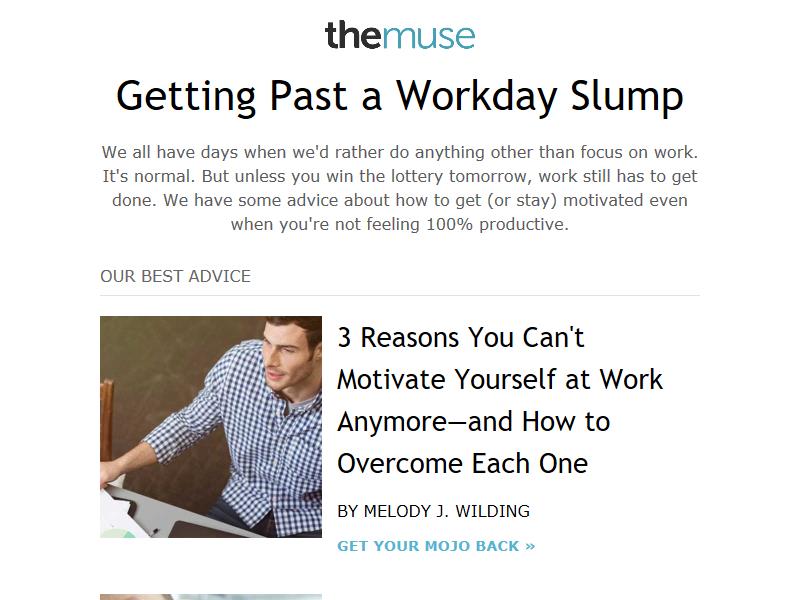 themuse
Getting Past a Workday Slump
We all have days when we'd rather do anything other than focus on work.
It's normal. But unless you win the lottery tomorrow, work still has to get
done. We have some advice about how to get (or stay) motivated even
when you're not feeling 100% productive.
OUR BEST ADVICE
3 Reasons You Can't
Motivate Yourself at Work
Anymore—and How to
Overcome Each One
BY MELODY J. WILDING
GET YOUR MOJO BACK »